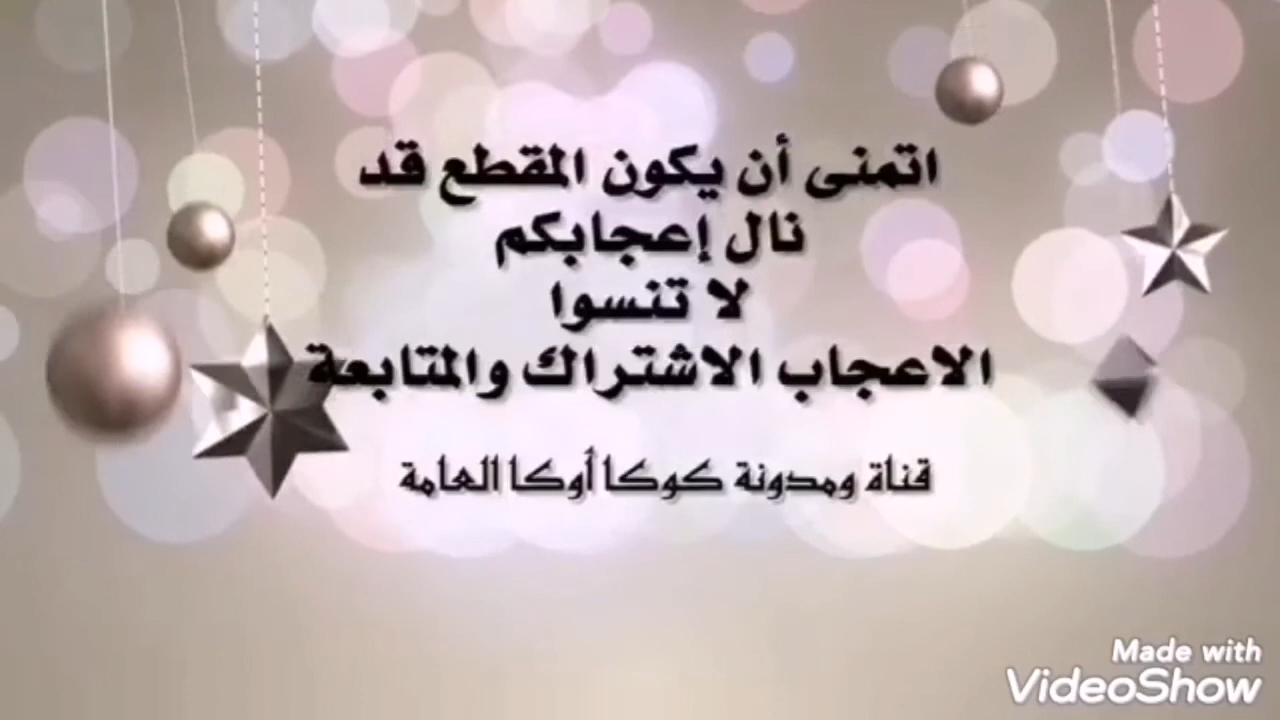 اتمنى أن يكون المقطع قد
نال إعجابكم
لا تنسوا
الاعجاب الاشتراك والمتابعة
قناة ومدونة كوكا أوكا العامة
Made with
VideoShow